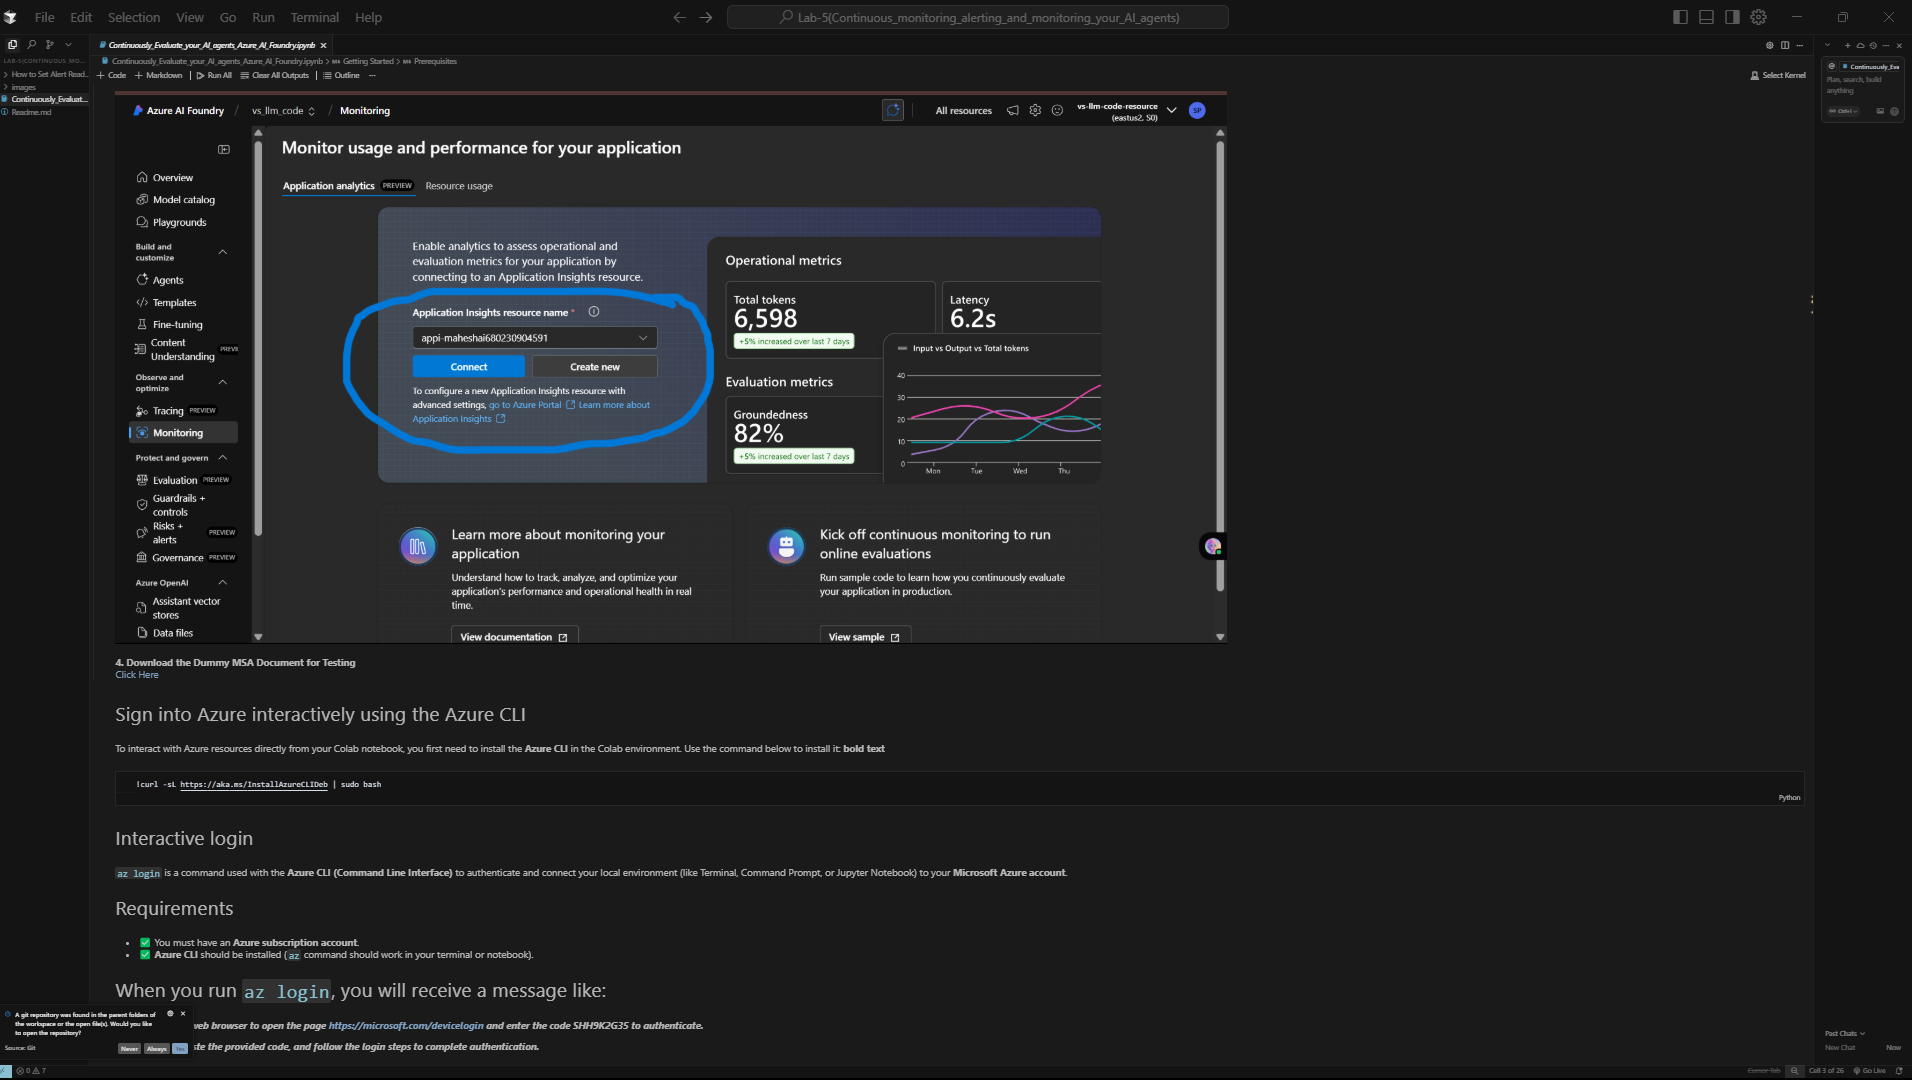 File Edit Selection View Go Run Terminal Help
Lab-5(Continuous_monitoring_alerting_and_monitoring_your_AI_agents)
LAB-5(CONTINUOUS_MO...
How to Set Alert Read...
images
Continuously_Evaluat...
Readme.md
Continuously_Evaluate_your_AI_agents_Azure_AI_Foundry.ipynb
Continuously_Evaluate_your_AI_agents_Azure_AI_Foundry.ipynb > Getting Started > Prerequisites
+ Code + Markdown Run All Clear All Outputs Outline ...
Select Kernel
Azure AI Foundry / vs_llm_code / Monitoring
All resources
vs-llm-code-resource
(eastus2, S0)
SP
Overview
Model catalog
Playgrounds
Build and
customize
Agents
Templates
Fine-tuning
Content
Understanding PREVI
Observe and
optimize
Tracing PREVIEW
Monitoring
Protect and govern
Evaluation PREVIEW
Guardrails +
controls
Risks +
alerts PREVIEW
Governance PREVIEW
Azure OpenAI
Assistant vector
stores
Data files
Monitor usage and performance for your application
Application analytics PREVIEW Resource usage
Enable analytics to assess operational and
evaluation metrics for your application by
connecting to an Application Insights resource.
Application Insights resource name *
appi-maheshai680230904591
Connect Create new
To configure a new Application Insights resource with
advanced settings, go to Azure Portal Learn more about
Application Insights
Operational metrics
Total tokens
6,598
+5% increased over last 7 days
Latency
6.2s
Evaluation metrics
Groundedness
82%
+5% increased over last 7 days
Input vs Output vs Total tokens
40
30
20
10
0
Mon Tue Wed Thu
Learn more about monitoring your
application
Understand how to track, analyze, and optimize your
application's performance and operational health in real
time.
View documentation
Kick off continuous monitoring to run
online evaluations
Run sample code to learn how you continuously evaluate
your application in production.
View sample
4. Download the Dummy MSA Document for Testing
Click Here
Sign into Azure interactively using the Azure CLI
To interact with Azure resources directly from your Colab notebook, you first need to install the Azure CLI in the Colab environment. Use the command below to install it: bold text
!curl -sL https://aka.ms/InstallAzureCLIDeb | sudo bash
Python
Interactive login
az login is a command used with the Azure CLI (Command Line Interface) to authenticate and connect your local environment (like Terminal, Command Prompt, or Jupyter Notebook) to your Microsoft Azure account.
Requirements
You must have an Azure subscription account.
Azure CLI should be installed (az command should work in your terminal or notebook).
When you run az login, you will receive a message like:
web browser to open the page https://microsoft.com/devicelogin and enter the code SHH9K2G35 to authenticate.
the provided code, and follow the login steps to complete authentication.
A git repository was found in the parent folders of
the workspace or the open file(s). Would you like
to open the repository?
Source: Git
Never Always Yes
0 7
Continuously_Eva
Plan, search, build
anything
Past Chats
New Chat Now
Cursor Tab Cell 3 of 26 Go Live